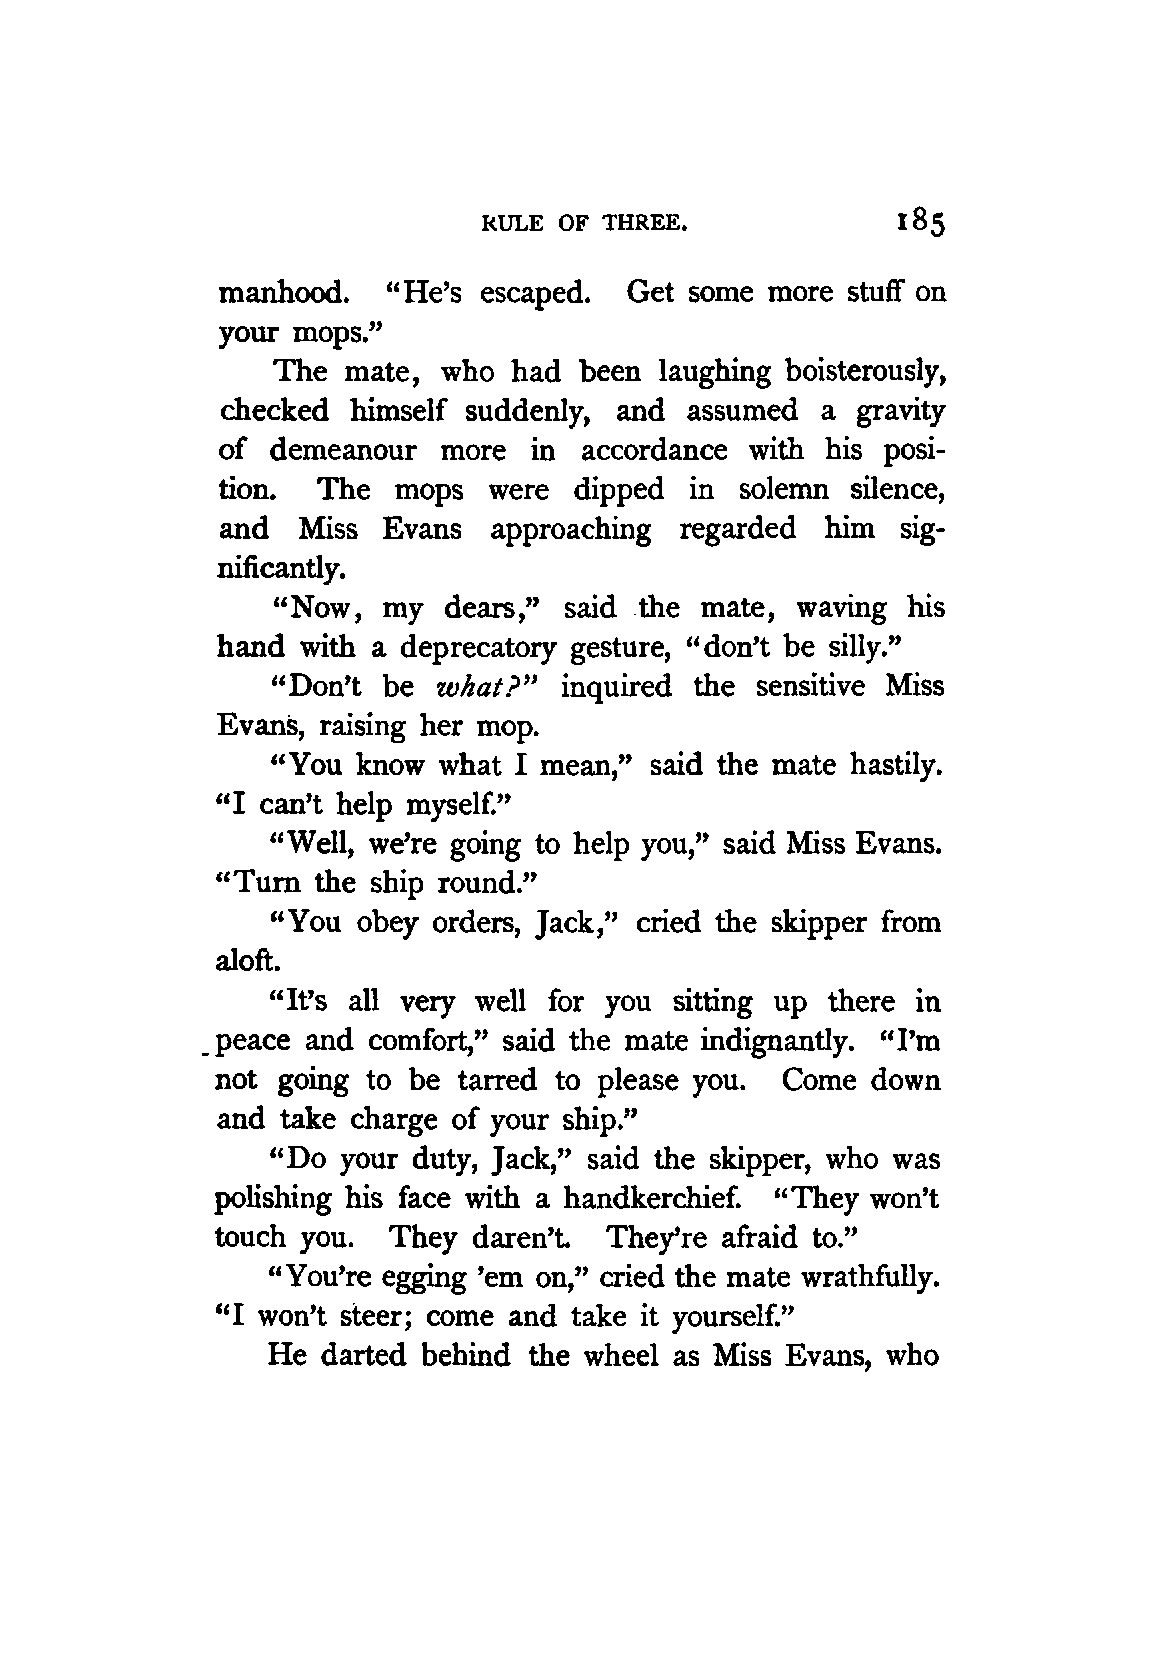 RULE OF THREE. 185
manhood. “He’s escaped. Get some more stuff on
your mops.”
The mate, who had been laughing boisterously,
checked himself suddenly, and assumed a gravity
of demeanour more in accordance with his posi-
tion. The mops were dipped in solemn silence,
and Miss Evans approaching regarded him sig-
nificantly.
“Now, my dears,” said the mate, waving his
hand with a deprecatory gesture, “don’t be silly.”
“Don’t be what?” inquired the sensitive Miss
Evans, raising her mop.
“You know what I mean,” said the mate hastily.
“I can’t help myself.”
“Well, we’re going to help you,” said Miss Evans.
“Turn the ship round.”
“You obey orders, Jack,” cried the skipper from
aloft.
“It’s all very well for you sitting up there in
peace and comfort,” said the mate indignantly. “I’m
not going to be tarred to please you. Come down
and take charge of your ship.”
“Do your duty, Jack,” said the skipper, who was
polishing his face with a handkerchief. “They won’t
touch you. They daren’t. They’re afraid to.”
“You’re egging ’em on,” cried the mate wrathfully.
“I won’t steer; come and take it yourself.”
He darted behind the wheel as Miss Evans, who